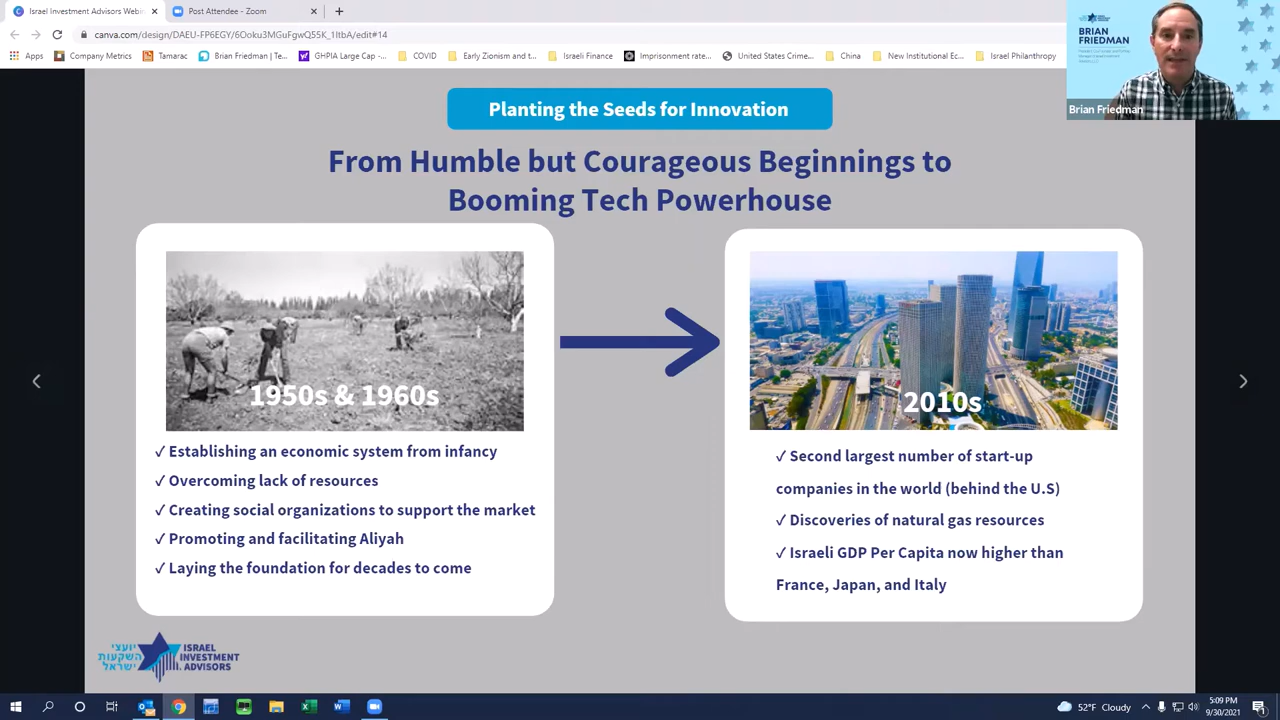 Israel Investment Advisors Webin
Post Attendee - Zoom
canva.com/design/DAEU-FP6EGY/6Ooku3MGuFgwQ55K_1ItbA/edit#14
Apps
Company Metrics
Tamarac
Brian Friedman | Te...
GHPIA Large Cap
COVID
Early Zionism and t...
Israeli Finance
Imprisonment rate...
United States Crime...
China
New Institutional Ec...
Israel Philanthropy
BRIAN
FRIEDMAN
Brian Friedman
Planting the Seeds for Innovation
From Humble but Courageous Beginnings to
Booming Tech Powerhouse
1950s & 1960s
✓ Establishing an economic system from infancy
✓ Overcoming lack of resources
✓ Creating social organizations to support the market
✓ Promoting and facilitating Aliyah
✓ Laying the foundation for decades to come
2010s
✓ Second largest number of start-up
companies in the world (behind the U.S)
✓ Discoveries of natural gas resources
✓ Israeli GDP Per Capita now higher than
France, Japan, and Italy
יועצי
השקעות
ישראל
ISRAEL
INVESTMENT
ADVISORS
52°F Cloudy
5:09 PM
9/30/2021